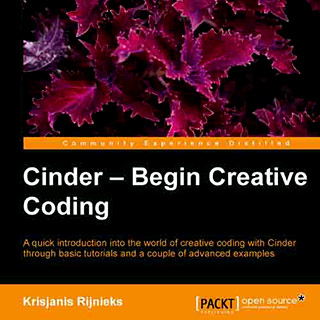 Community Experience Distilled
Cinder – Begin Creative
Coding
A quick introduction into the world of creative coding with Cinder
through basic tutorials and a couple of advanced examples
Krisjanis Rijnieks
[PACKT]
PUBLISHING
open source*